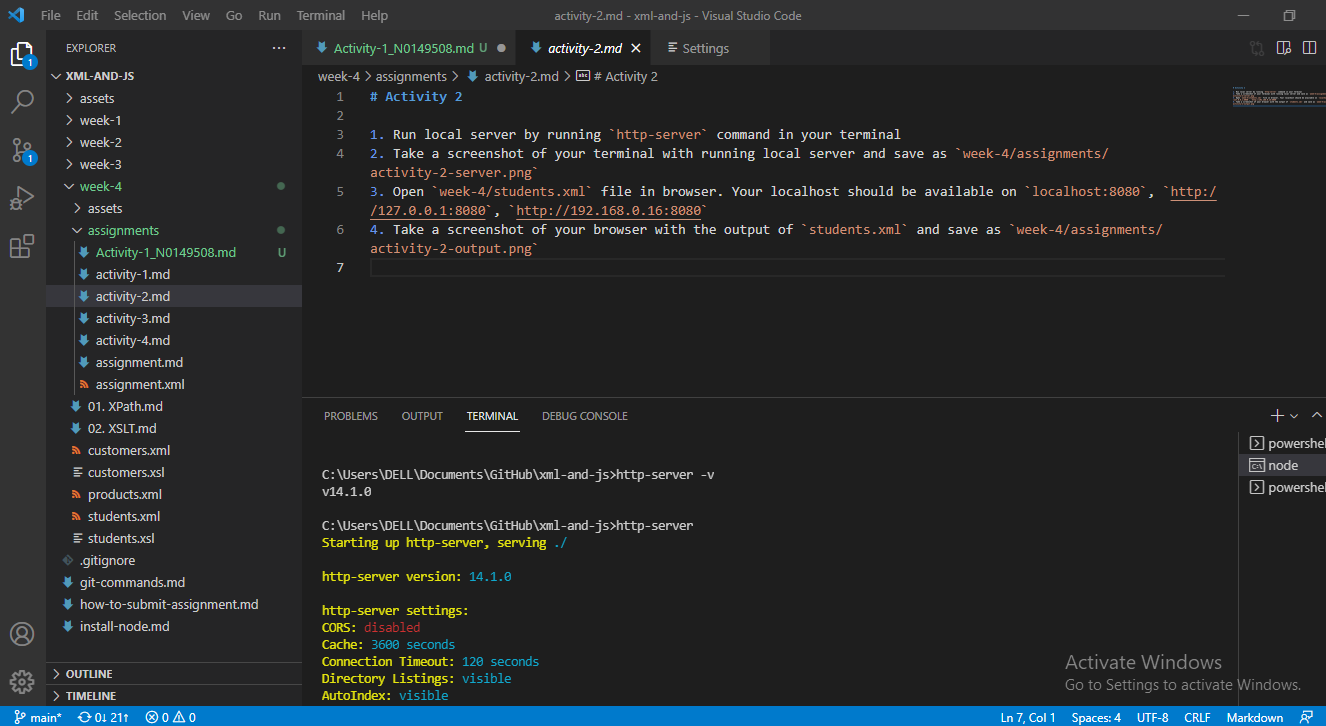 File Edit Selection View Go Run Terminal Help
activity-2.md - xml-and-js - Visual Studio Code
EXPLORER
XML-AND-JS
assets
week-1
week-2
week-3
week-4
assets
assignments
Activity-1_N0149508.md U
activity-1.md
activity-2.md
activity-3.md
activity-4.md
assignment.md
assignment.xml
01. XPath.md
02. XSLT.md
customers.xml
customers.xsl
products.xml
students.xml
students.xsl
.gitignore
git-commands.md
how-to-submit-assignment.md
install-node.md
OUTLINE
TIMELINE
1
1
Activity-1_N0149508.md U
activity-2.md
Settings
week-4 > assignments > activity-2.md > # Activity 2
1 # Activity 2
2
3 1. Run local server by running `http-server` command in your terminal
4 2. Take a screenshot of your terminal with running local server and save as `week-4/assignments/
activity-2-server.png`
5 3. Open `week-4/students.xml` file in browser. Your localhost should be available on `localhost:8080`, `http:/
/127.0.0.1:8080`, `http://192.168.0.16:8080`
6 4. Take a screenshot of your browser with the output of `students.xml` and save as `week-4/assignments/
activity-2-output.png`
7
PROBLEMS OUTPUT TERMINAL DEBUG CONSOLE
C:\Users\DELL\Documents\GitHub\xml-and-js>http-server -v
v14.1.0
C:\Users\DELL\Documents\GitHub\xml-and-js>http-server
Starting up http-server, serving ./
http-server version: 14.1.0
http-server settings:
CORS: disabled
Cache: 3600 seconds
Connection Timeout: 120 seconds
Directory Listings: visible
AutoIndex: visible
powershel
node
powershel
Activate Windows
Go to Settings to activate Windows.
main* 0↓ 21↑ 0 0
Ln 7, Col 1 Spaces: 4 UTF-8 CRLF Markdown